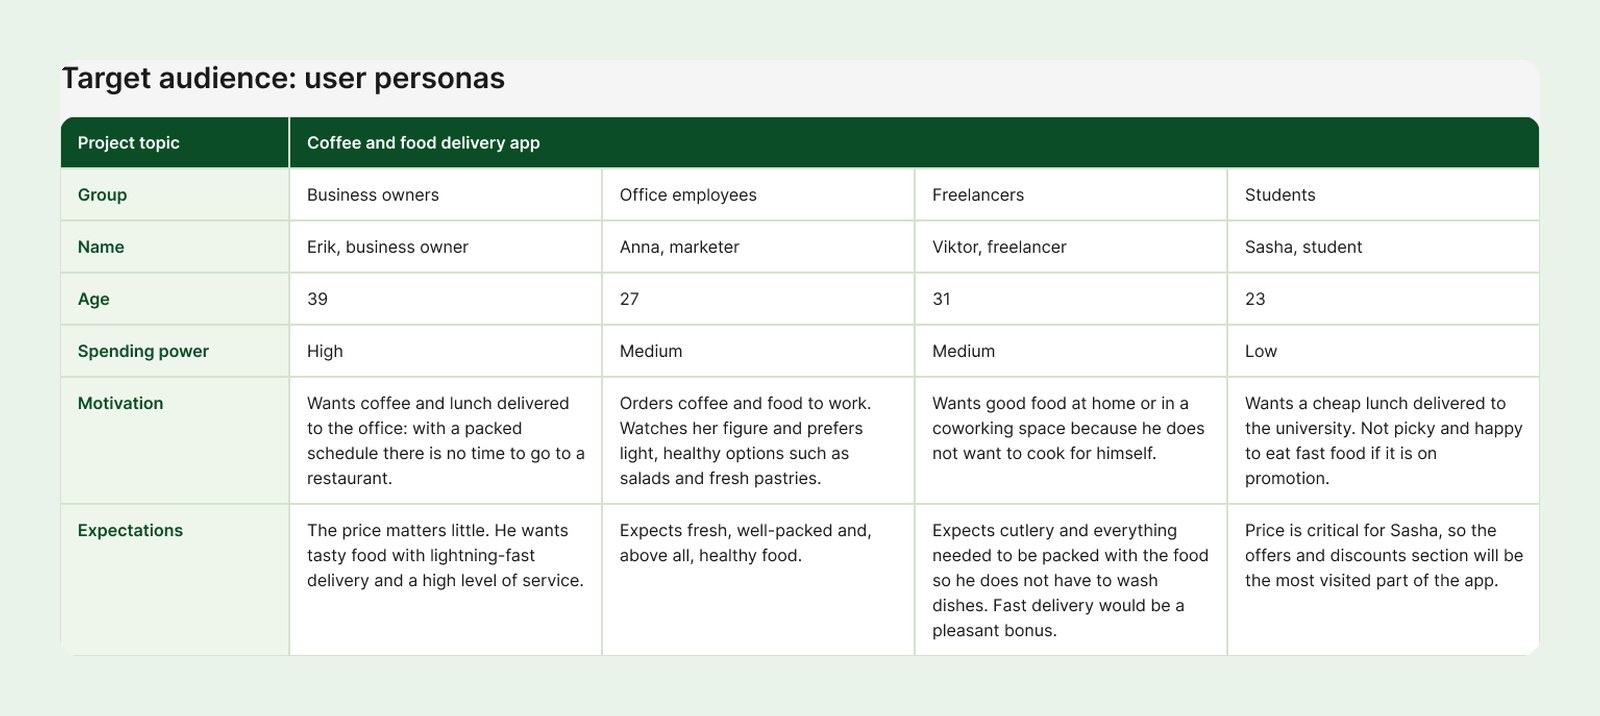 Target audience: user personas
Project topic
Coffee and food delivery app
Group
Business owners
Office employees
Freelancers
Students
Name
Erik, business owner
Anna, marketer
Viktor, freelancer
Sasha, student
Age
39
27
31
23
Spending power
High
Medium
Medium
Low
Motivation
Wants coffee and lunch delivered
to the office: with a packed
schedule there is no time to go to a
restaurant.
Orders coffee and food to work.
Watches her figure and prefers
light, healthy options such as
salads and fresh pastries.
Wants good food at home or in a
coworking space because he does
not want to cook for himself.
Wants a cheap lunch delivered to
the university. Not picky and happy
to eat fast food if it is on
promotion.
Expectations
The price matters little. He wants
tasty food with lightning-fast
delivery and a high level of service.
Expects fresh, well-packed and,
above all, healthy food.
Expects cutlery and everything
needed to be packed with the food
so he does not have to wash
dishes. Fast delivery would be a
pleasant bonus.
Price is critical for Sasha, so the
offers and discounts section will be
the most visited part of the app.